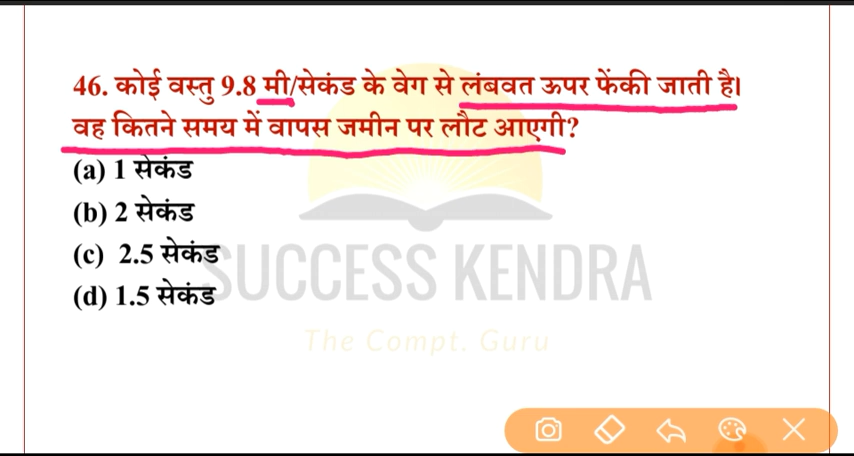 46. कोई वस्तु 9.8 मी/सेकंड के वेग से लंबवत ऊपर फेंकी जाती है।
वह कितने समय में वापस जमीन पर लौट आएगी?
(a) 1 सेकंड
(b) 2 सेकंड
(c) 2.5 सेकंड
(d) 1.5 सेकंड
SUCCESS KENDRA
The Compt. Guru